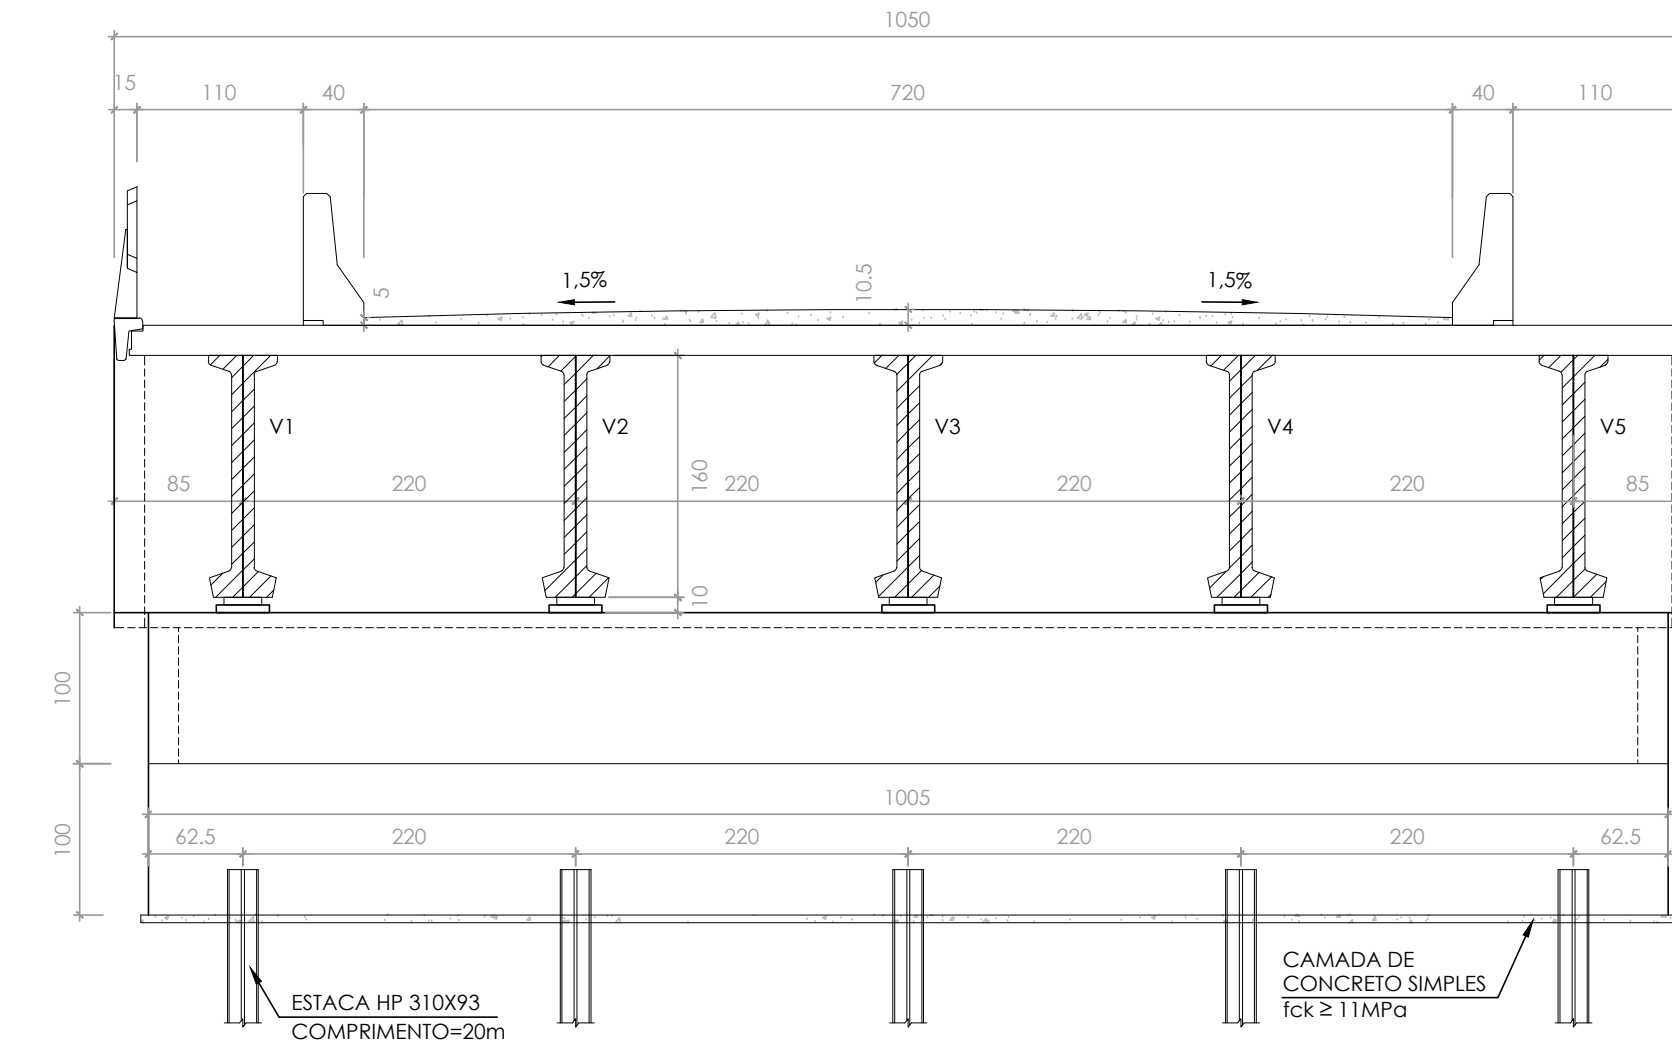 1050
15 110 40 720 40 110
5 1,5% 10.5 1,5%
V1 V2 V3 V4 V5
85 220 160 220 220 220 85
10
100
1005
100 62.5 220 220 220 220 62.5
ESTACA HP 310X93
COMPRIMENTO=20m
CAMADA DE
CONCRETO SIMPLES
fck ≥ 11MPa